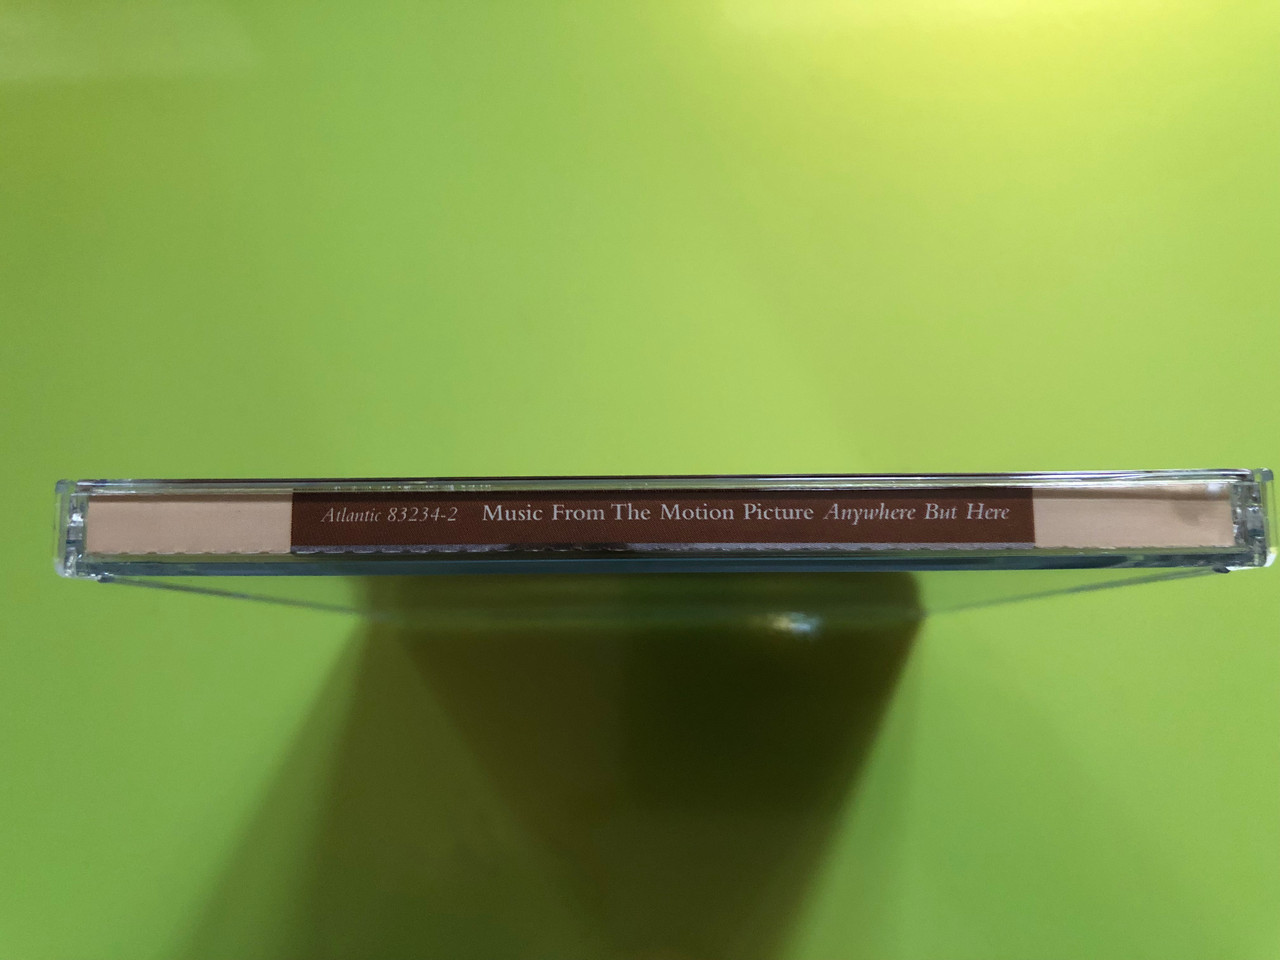 Atlantic 83234-2 Music From The Motion Picture Anywhere But Here